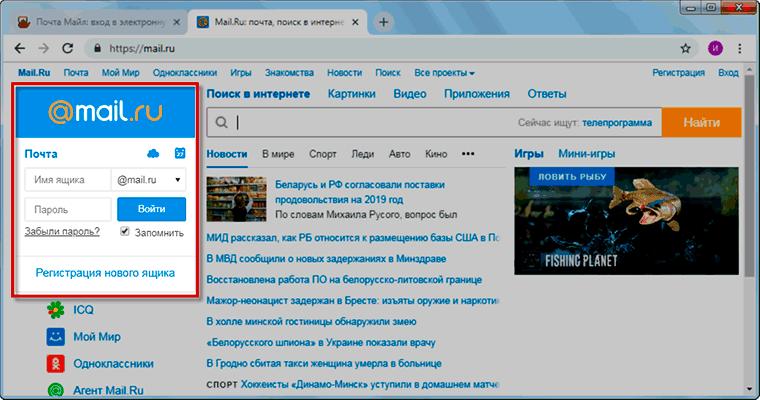 Почта Майл: вход в электронну
Mail.Ru: почта, поиск в интерне
https://mail.ru
И
Mail.Ru Почта Мой Мир Одноклассники Игры Знакомства Новости Поиск Все проекты Регистрация Вход
@mail.ru
Почта
27
Имя ящика @mail.ru
Пароль Войти
Забыли пароль? Запомнить
Регистрация нового ящика
ICQ
Мой Мир
Одноклассники
Агент Mail.Ru
Поиск в интернете Картинки Видео Приложения Ответы
Сейчас ищут: телепрограмма Найти
Новости В мире Спорт Леди Авто Кино •••
Беларусь и РФ согласовали поставки
продовольствия на 2019 год
По словам Михаила Русого, вопрос был
МИД рассказал, как РБ относится к размещению базы США в По
В МВД сообщили о новых задержаниях в Минздраве
Восстановлена работа ПО на белорусско-литовской границе
Мажор-неонацист задержан в Бресте: изъяты оружие и наркоти
В холле минской гостиницы обнаружили змею
«Белорусского шпиона» в Украине показали врачу
В Гродно сбитая такси женщина умерла в больнице
СПОРТ Хоккеисты «Динамо-Минск» уступили в домашнем матче
Игры Мини-игры
ЛОВИТЬ РЫБУ
FISHING PLANET